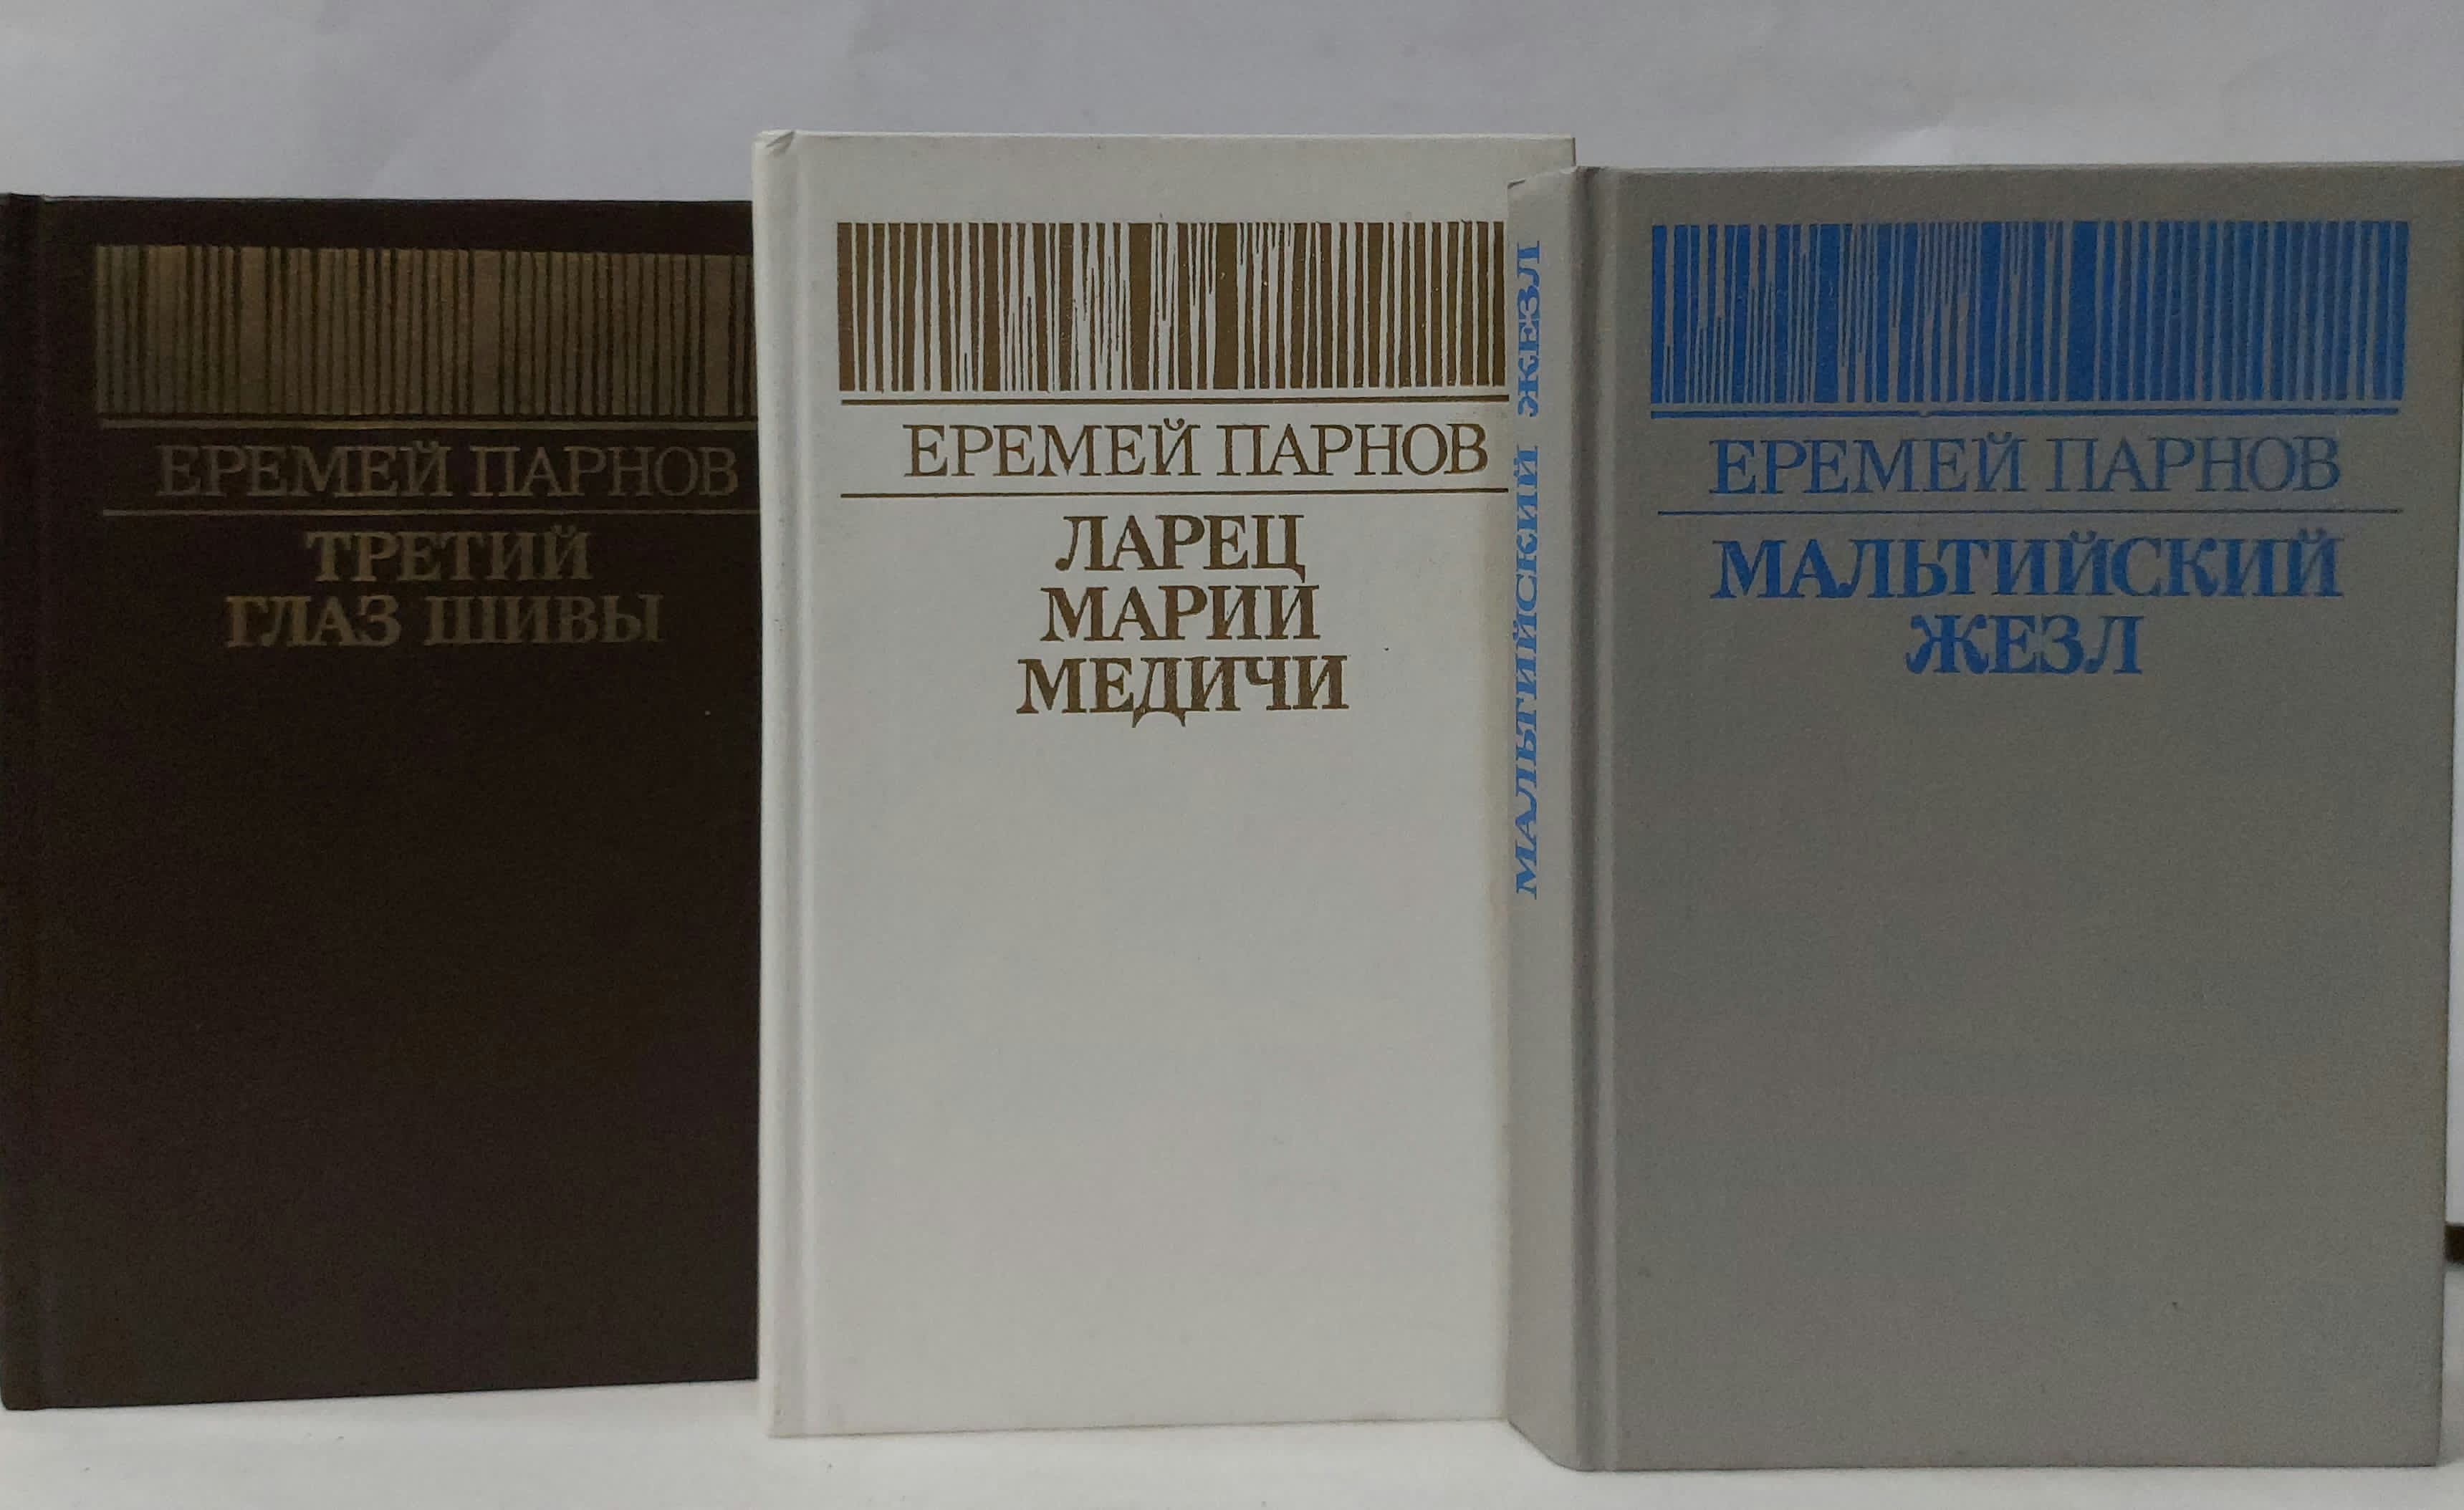 ЕРЕМЕЙ ПАРНОВ
ТРЕТИЙ
ГЛАЗ ШИВЫ
ЕРЕМЕЙ ПАРНОВ
ЛАРЕЦ
МАРИИ
МЕДИЧИ
МАЛЬТИЙСКИЙ ЖЕЗЛ
ЕРЕМЕЙ ПАРНОВ
МАЛЬТИЙСКИЙ
ЖЕЗЛ